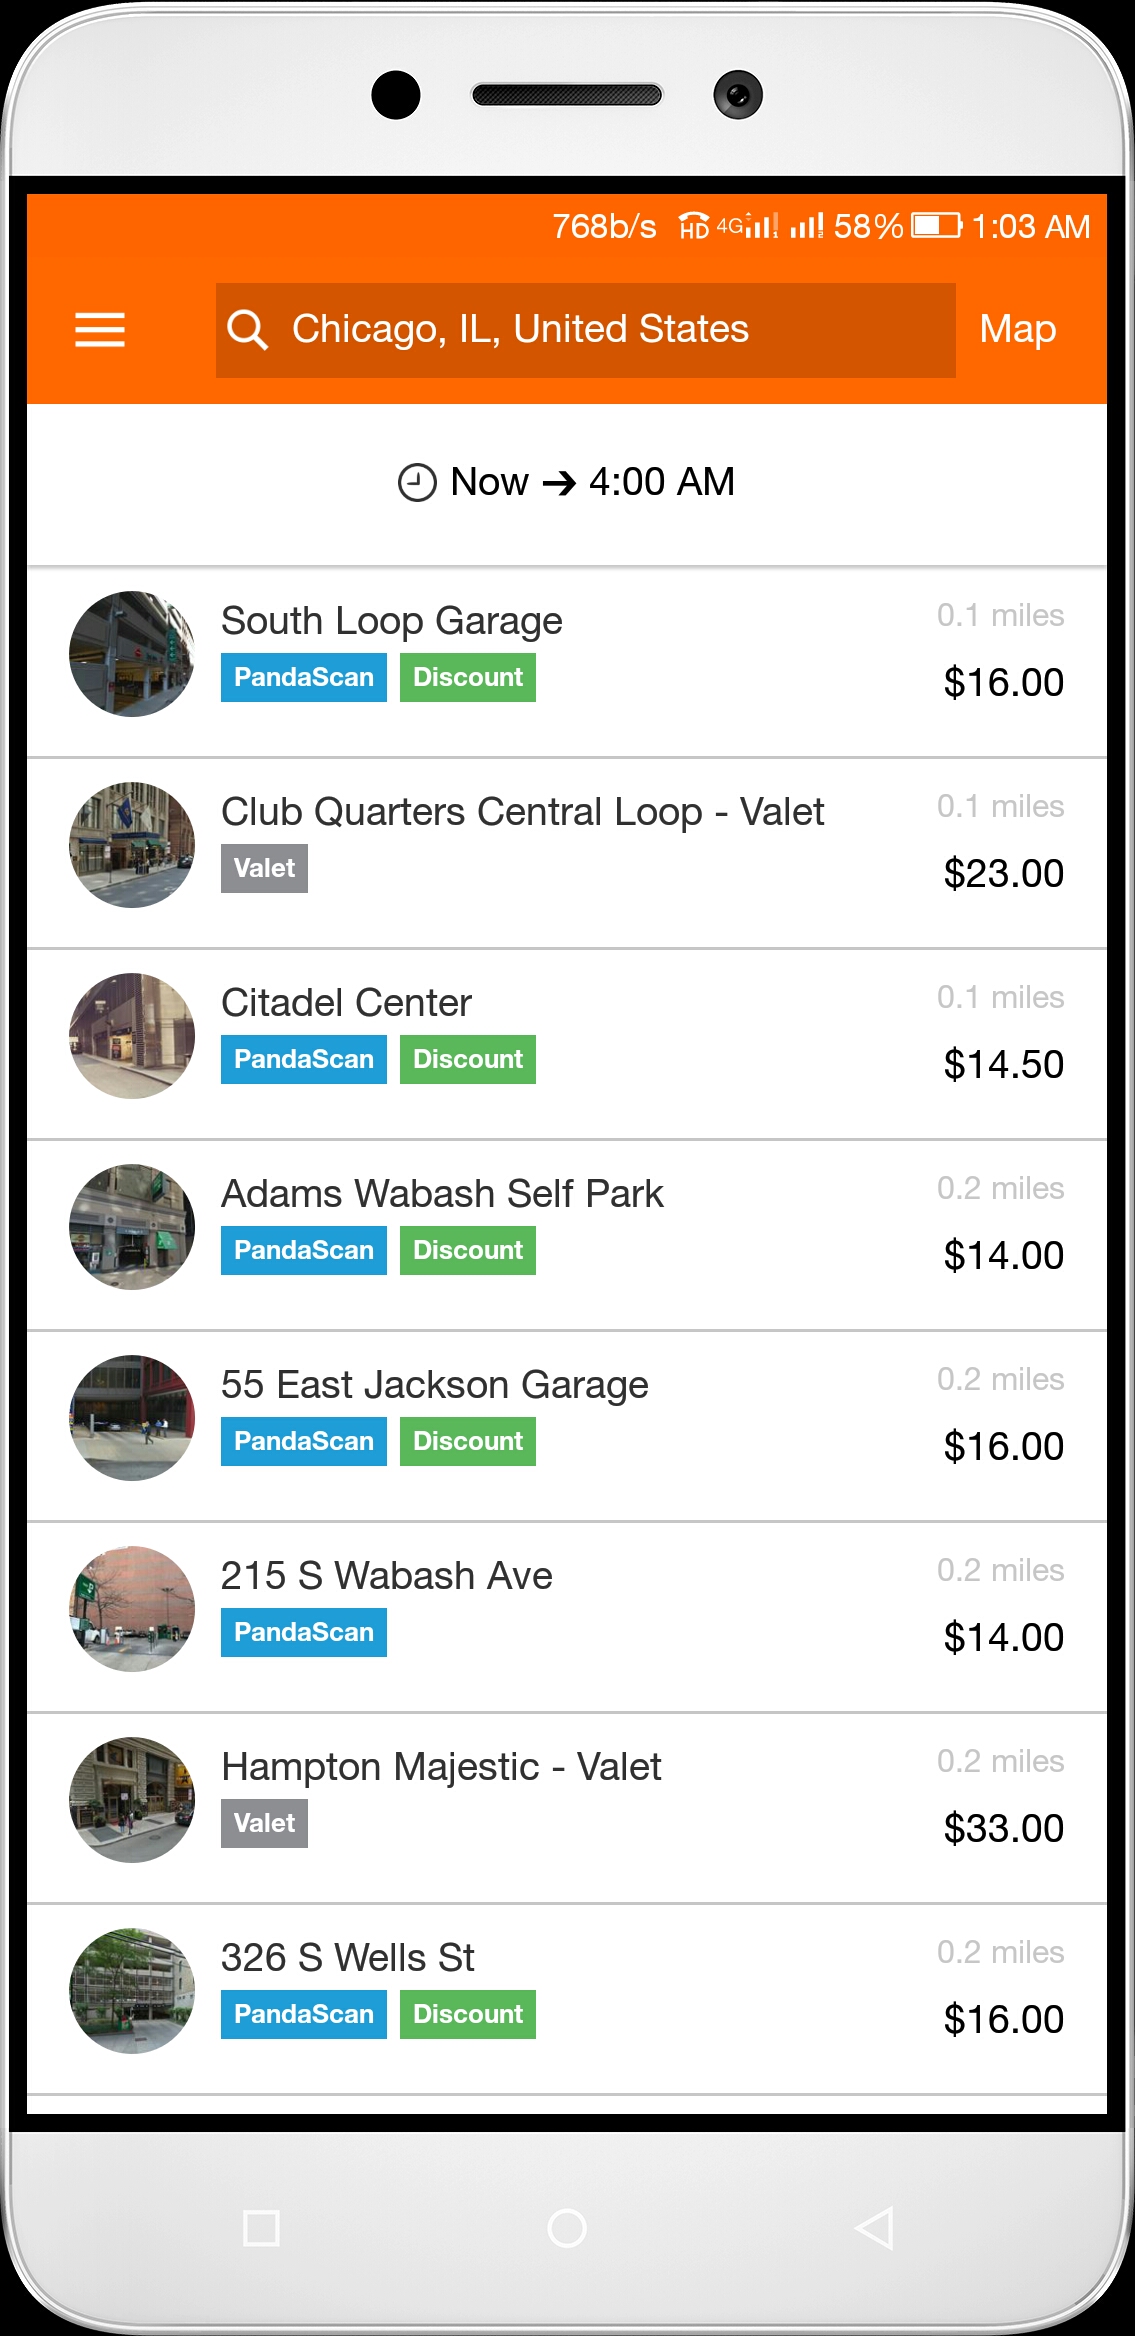 768b/s HD 4G 58% 1:03 AM
Chicago, IL, United States Map
Now → 4:00 AM
South Loop Garage 0.1 miles
PandaScan Discount $16.00
Club Quarters Central Loop - Valet 0.1 miles
Valet $23.00
Citadel Center 0.1 miles
PandaScan Discount $14.50
Adams Wabash Self Park 0.2 miles
PandaScan Discount $14.00
55 East Jackson Garage 0.2 miles
PandaScan Discount $16.00
215 S Wabash Ave 0.2 miles
PandaScan $14.00
Hampton Majestic - Valet 0.2 miles
Valet $33.00
326 S Wells St 0.2 miles
PandaScan Discount $16.00